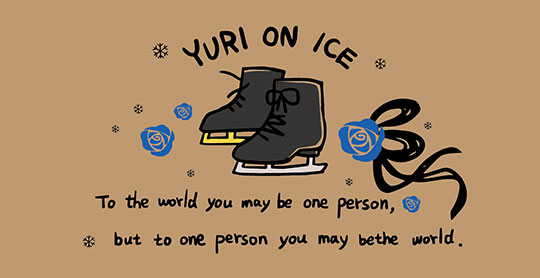 YURI ON ICE
To the world you may be one person,
but to one person you may bethe world.